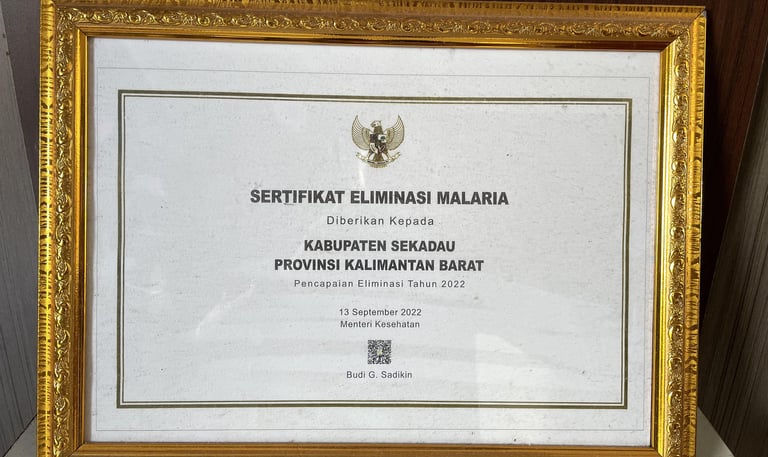 SERTIFIKAT ELIMINASI MALARIA
Diberikan Kepada
KABUPATEN SEKADAU
PROVINSI KALIMANTAN BARAT
Pencapaian Eliminasi Tahun 2022
13 September 2022
Menteri Kesehatan
Budi G. Sadikin